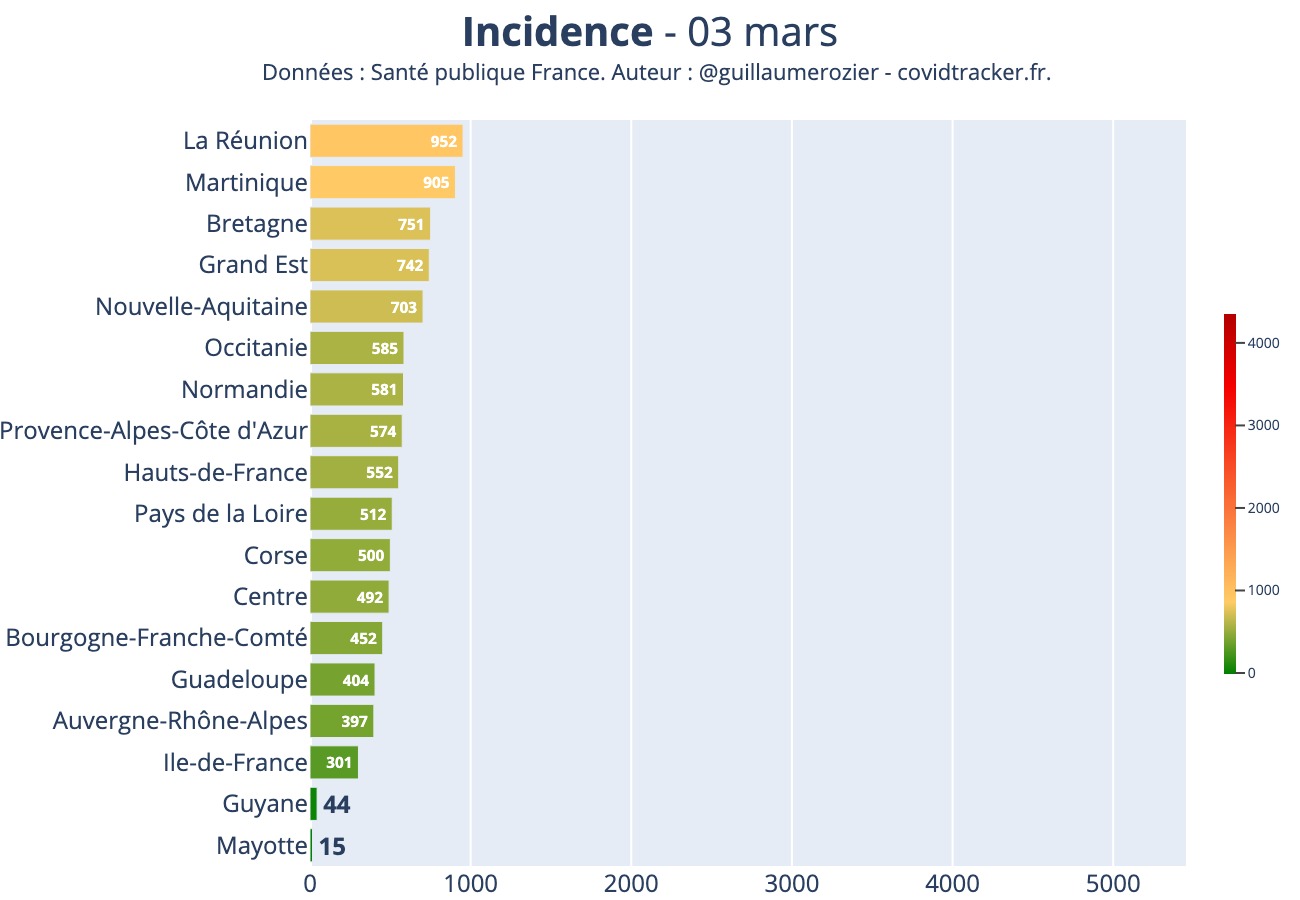 Incidence - 03 mars
Données : Santé publique France. Auteur : @guillaumerozier - covidtracker.fr.
La Réunion 952
Martinique 905
Bretagne 751
Grand Est 742
Nouvelle-Aquitaine 703
Occitanie 585
Normandie 581
Provence-Alpes-Côte d'Azur 574
Hauts-de-France 552
Pays de la Loire 512
Corse 500
Centre 492
Bourgogne-Franche-Comté 452
Guadeloupe 404
Auvergne-Rhône-Alpes 397
Ile-de-France 301
Guyane 44
Mayotte 15
0 1000 2000 3000 4000 5000
4000
3000
2000
1000
0